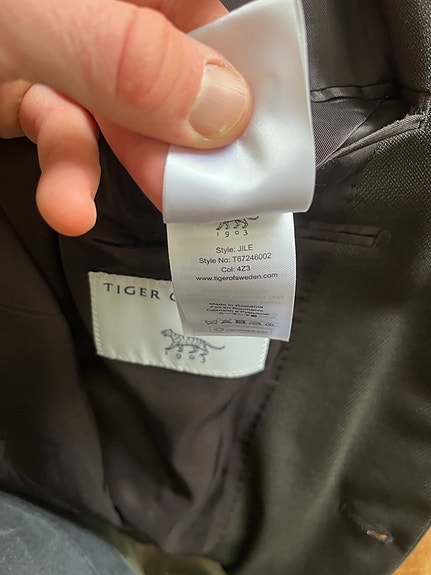 1903
Style: JILE
Style No: T67246002
Col: 4Z3
www.tigerofsweden.com
Made in Romania
TIGER
1903